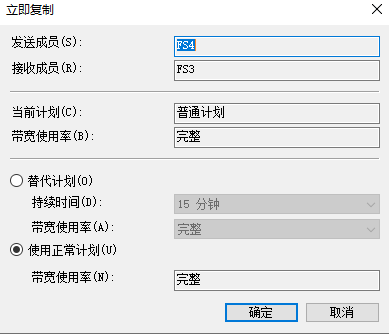 立即复制
发送成员(S): FS4
接收成员(R): FS3
当前计划(C): 普通计划
带宽使用率(B): 完整
替代计划(O)
持续时间(D): 15 分钟
带宽使用率(A): 完整
使用正常计划(U)
带宽使用率(N): 完整
确定 取消